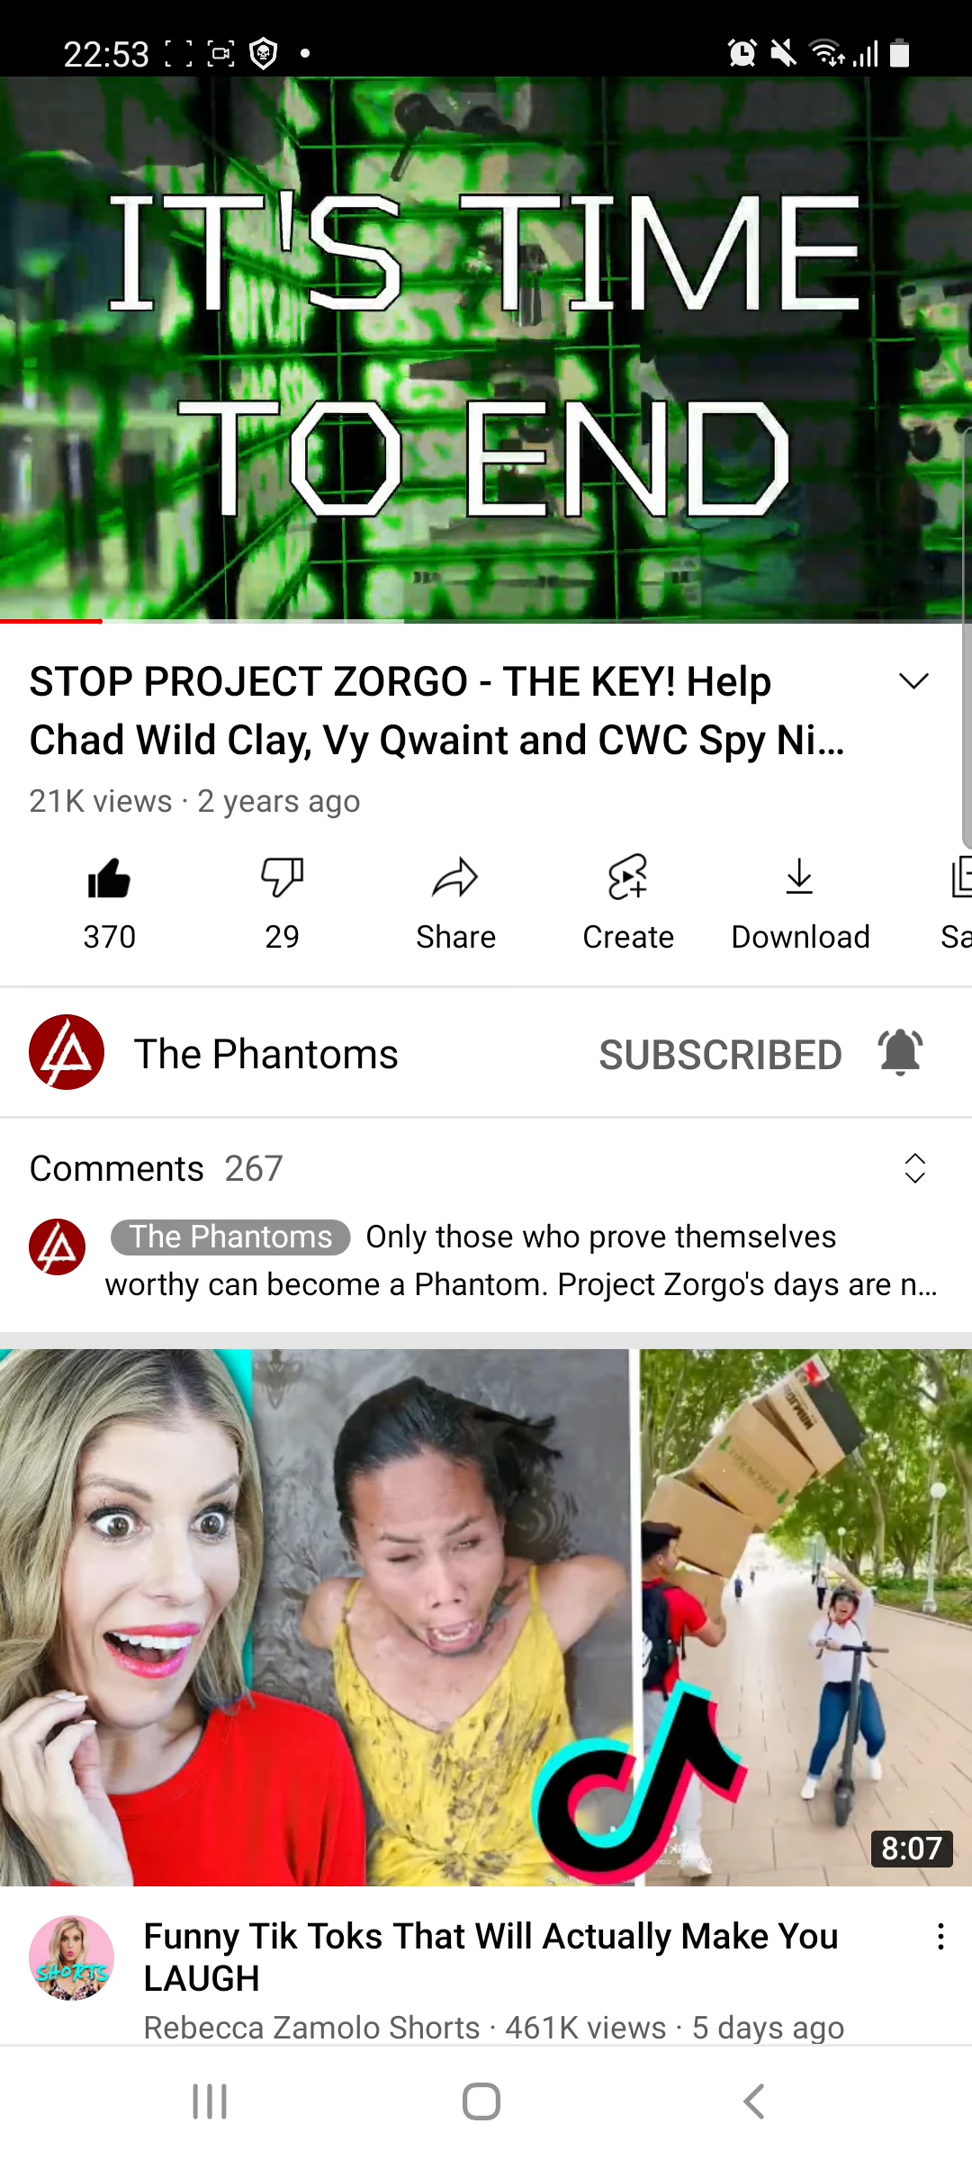 22:53
IT'S TIME
TO END
STOP PROJECT ZORGO - THE KEY! Help
Chad Wild Clay, Vy Qwaint and CWC Spy Ni...
21K views · 2 years ago
370
29
Share
Create
Download
Sa
The Phantoms
SUBSCRIBED
Comments 267
The Phantoms Only those who prove themselves
worthy can become a Phantom. Project Zorgo's days are n...
8:07
SHORTS
Funny Tik Toks That Will Actually Make You
LAUGH
Rebecca Zamolo Shorts · 461K views · 5 days ago